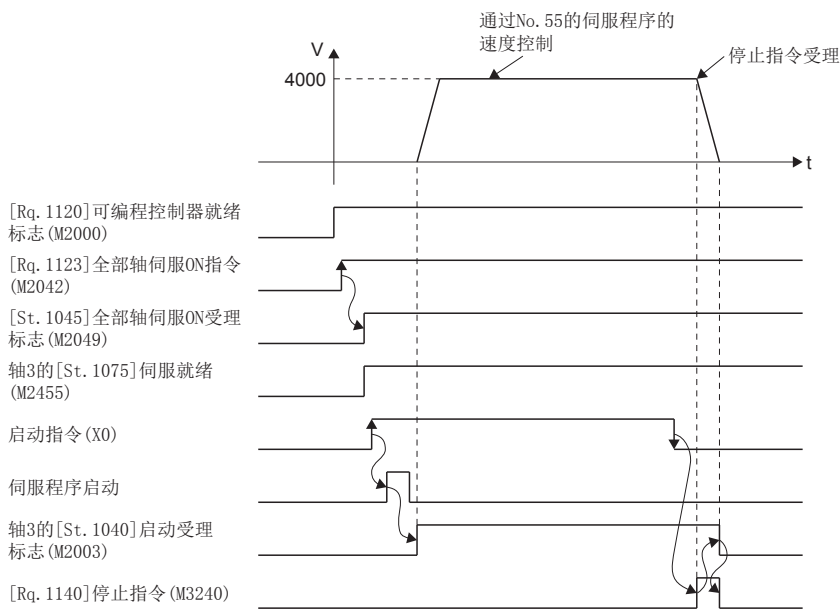 通过No.55的伺服程序的
速度控制
V
停止指令受理
4000
t
[Rq.1120]可编程控制器就绪
标志(M2000)
[Rq.1123]全部轴伺服ON指令
(M2042)
[St.1045]全部轴伺服ON受理
标志(M2049)
轴3的[St.1075]伺服就绪
(M2455)
启动指令(X0)
伺服程序启动
轴3的[St.1040]启动受理
标志(M2003)
[Rq.1140]停止指令(M3240)